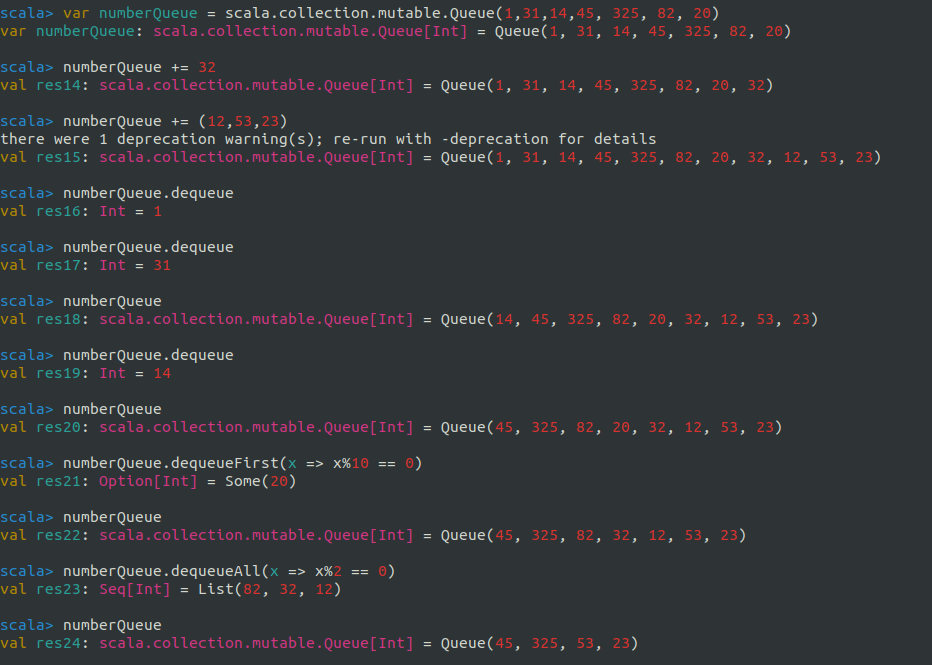 scala> var numberQueue = scala.collection.mutable.Queue(1,31,14,45, 325, 82, 20)
var numberQueue: scala.collection.mutable.Queue[Int] = Queue(1, 31, 14, 45, 325, 82, 20)
scala> numberQueue += 32
val res14: scala.collection.mutable.Queue[Int] = Queue(1, 31, 14, 45, 325, 82, 20, 32)
scala> numberQueue += (12,53,23)
there were 1 deprecation warning(s); re-run with -deprecation for details
val res15: scala.collection.mutable.Queue[Int] = Queue(1, 31, 14, 45, 325, 82, 20, 32, 12, 53, 23)
scala> numberQueue.dequeue
val res16: Int = 1
scala> numberQueue.dequeue
val res17: Int = 31
scala> numberQueue
val res18: scala.collection.mutable.Queue[Int] = Queue(14, 45, 325, 82, 20, 32, 12, 53, 23)
scala> numberQueue.dequeue
val res19: Int = 14
scala> numberQueue
val res20: scala.collection.mutable.Queue[Int] = Queue(45, 325, 82, 20, 32, 12, 53, 23)
scala> numberQueue.dequeueFirst(x => x%10 == 0)
val res21: Option[Int] = Some(20)
scala> numberQueue
val res22: scala.collection.mutable.Queue[Int] = Queue(45, 325, 82, 32, 12, 53, 23)
scala> numberQueue.dequeueAll(x => x%2 == 0)
val res23: Seq[Int] = List(82, 32, 12)
scala> numberQueue
val res24: scala.collection.mutable.Queue[Int] = Queue(45, 325, 53, 23)